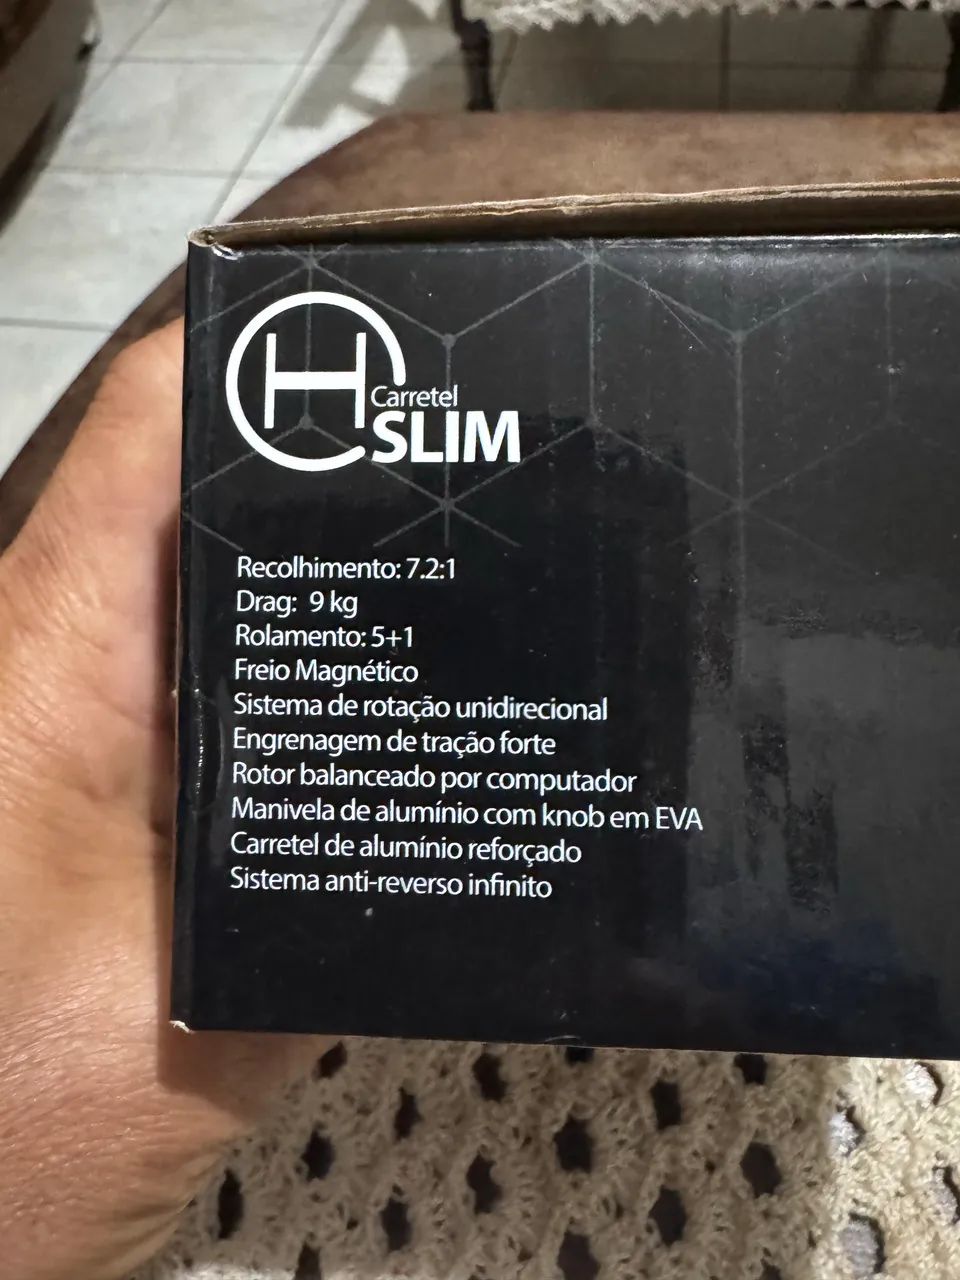 H
Carretel
SLIM
Recolhimento: 7.2:1
Drag: 9 kg
Rolamento: 5+1
Freio Magnético
Sistema de rotação unidirecional
Engrenagem de tração forte
Rotor balanceado por computador
Manivela de alumínio com knob em EVA
Carretel de alumínio reforçado
Sistema anti-reverso infinito